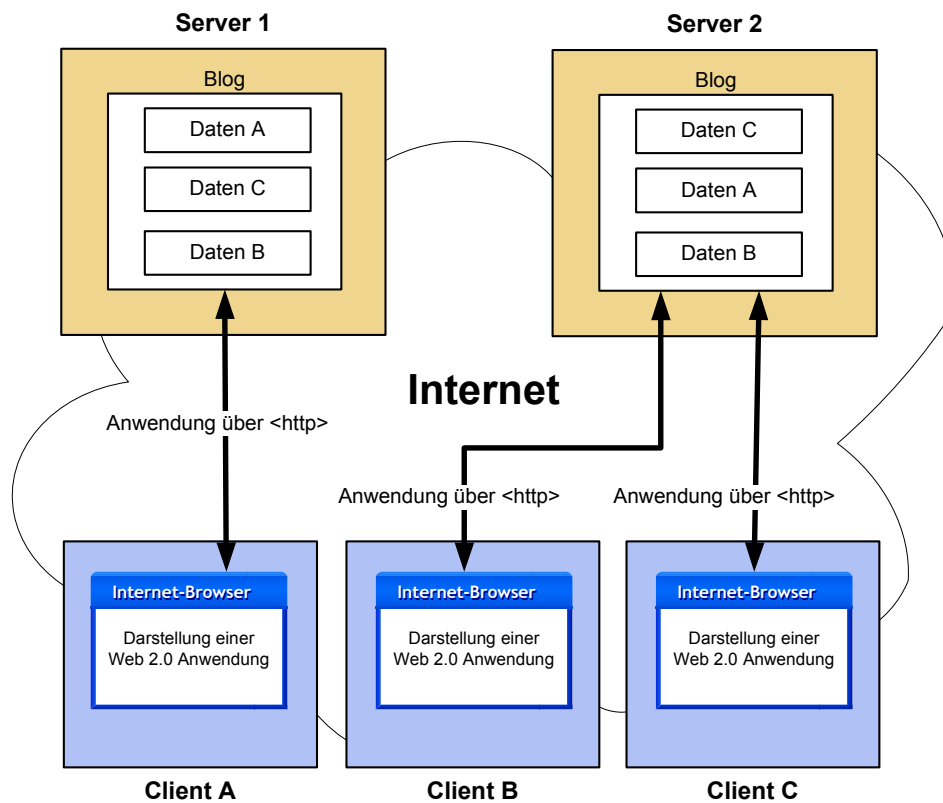 Server 1
Server 2
Blog
Blog
Daten A
Daten C
Daten B
Daten C
Daten A
Daten B
Internet
Anwendung über <http>
Anwendung über <http>
Anwendung über <http>
Internet-Browser
Darstellung einer
Web 2.0 Anwendung
Internet-Browser
Darstellung einer
Web 2.0 Anwendung
Internet-Browser
Darstellung einer
Web 2.0 Anwendung
Client A
Client B
Client C